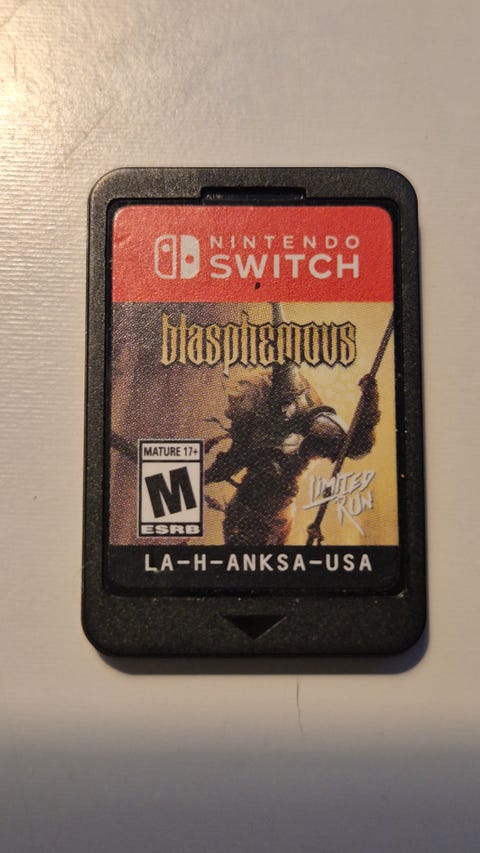 NINTENDO
SWITCH
blasphemous
MATURE 17+
M
ESRB
LIMITED
RUN
LA-H-ANKSA-USA